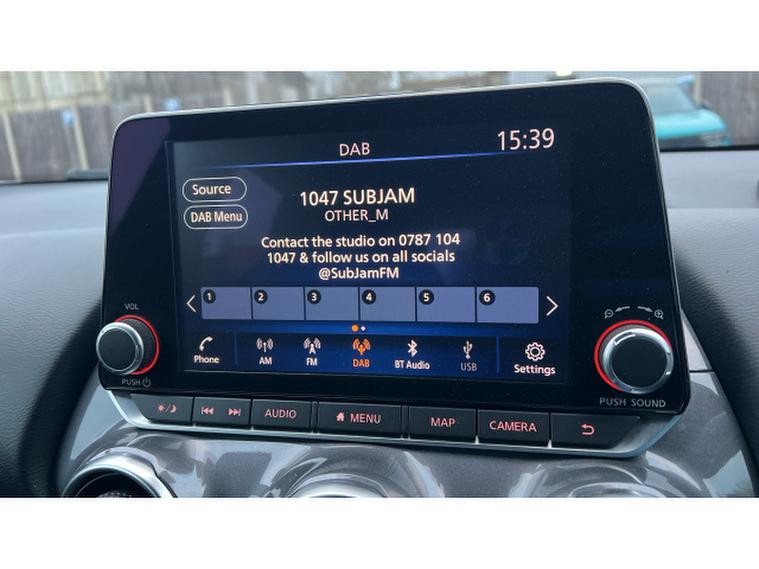 DAB
15:39
Source
1047 SUBJAM
OTHER_M
DAB Menu
Contact the studio on 0787 104
1047 & follow us on all socials
@SubJamFM
1 2 3 4 5 6
VOL
PUSH
Phone
AM
FM
DAB
BT Audio
USB
Settings
PUSH SOUND
AUDIO
MENU
MAP
CAMERA